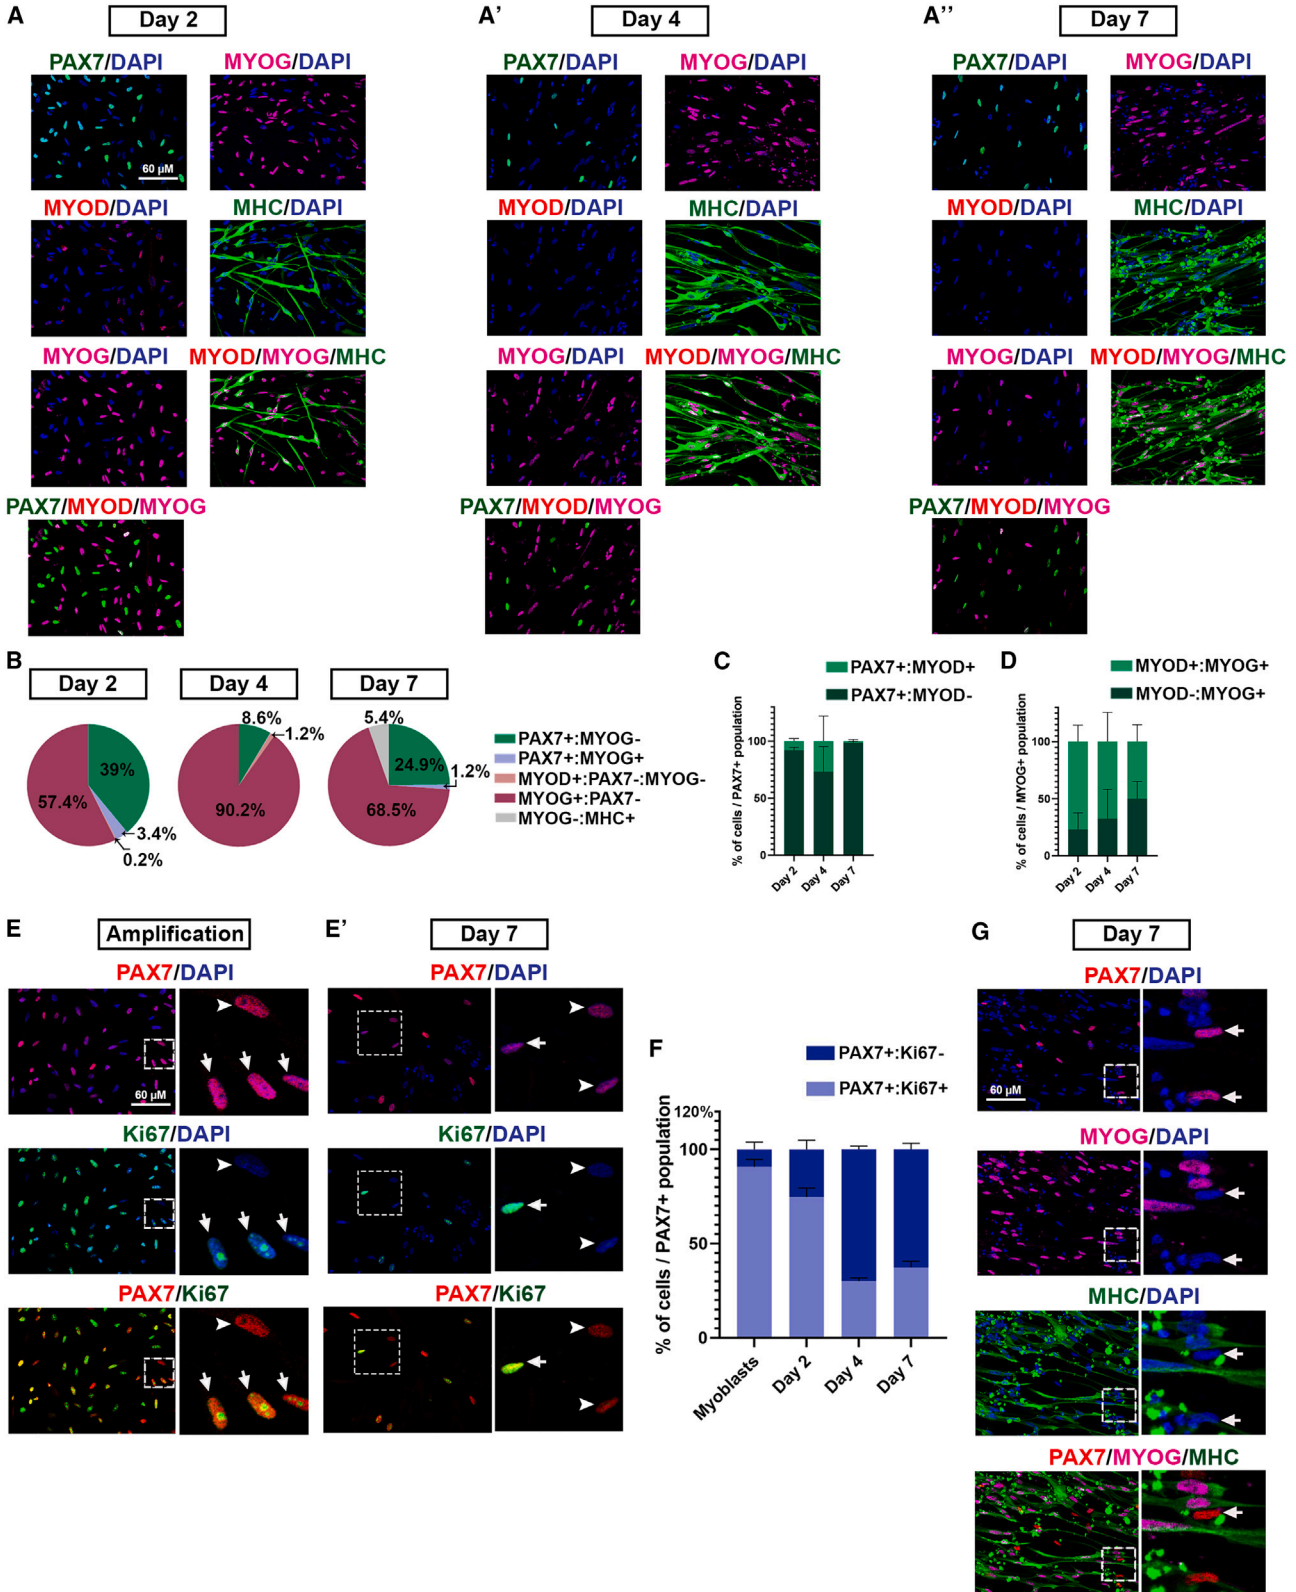 A Day 2 A’ Day 4 A’’ Day 7
PAX7/DAPI MYOG/DAPI PAX7/DAPI MYOG/DAPI PAX7/DAPI MYOG/DAPI
60 µM
MYOD/DAPI MHC/DAPI MYOD/DAPI MHC/DAPI MYOD/DAPI MHC/DAPI
MYOG/DAPI MYOD/MYOG/MHC MYOG/DAPI MYOD/MYOG/MHC MYOG/DAPI MYOD/MYOG/MHC
PAX7/MYOD/MYOG PAX7/MYOD/MYOG PAX7/MYOD/MYOG
B
Day 2 Day 4 Day 7
39%
57.4%
3.4%
0.2%
8.6%
1.2%
90.2%
5.4%
24.9%
1.2%
68.5%
PAX7+:MYOG-
PAX7+:MYOG+
MYOD+:PAX7-:MYOG-
MYOG+:PAX7-
MYOG-:MHC+
C
PAX7+:MYOD+
PAX7+:MYOD-
% of cells / PAX7+ population
100
50
0
Day 2 Day 4 Day 7
D
MYOD+:MYOG+
MYOD-:MYOG+
% of cells / MYOG+ population
100
50
0
Day 2 Day 4 Day 7
E Amplification E’ Day 7
PAX7/DAPI PAX7/DAPI
60 µM
Ki67/DAPI Ki67/DAPI
PAX7/Ki67 PAX7/Ki67
F
PAX7+:Ki67-
PAX7+:Ki67+
% of cells / PAX7+ population
120%
100
50
0
Myoblasts Day 2 Day 4 Day 7
G Day 7
PAX7/DAPI
60 µM
MYOG/DAPI
MHC/DAPI
PAX7/MYOG/MHC